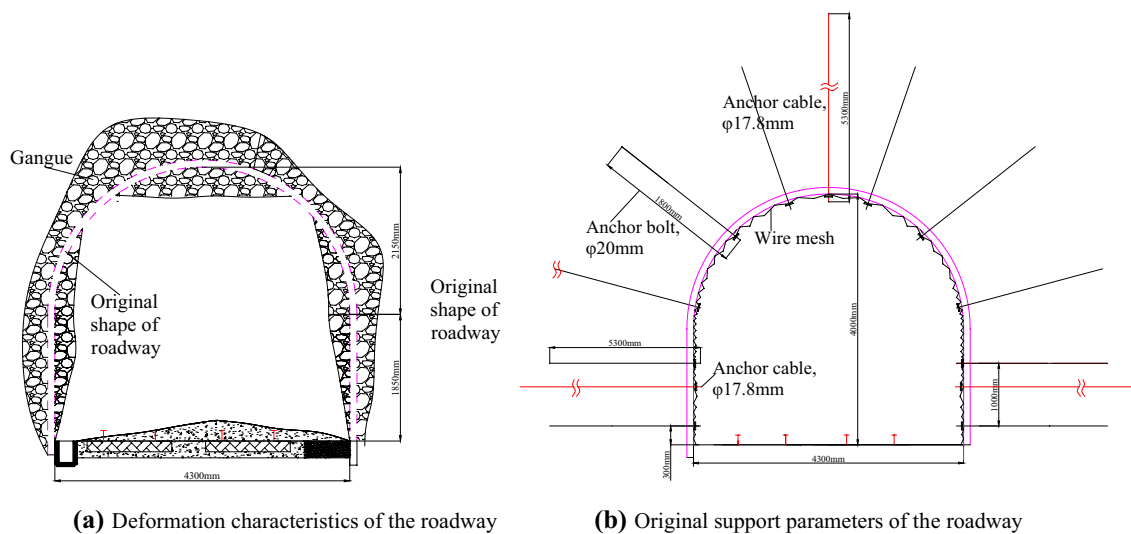 Gangue
Original
shape of
roadway
2150mm
1850mm
4300mm
Original
shape of
roadway
(a) Deformation characteristics of the roadway
Anchor cable,
φ17.8mm
5300mm
1800mm
Anchor bolt,
φ20mm
Wire mesh
4000mm
5300mm
Anchor cable,
φ17.8mm
1000mm
300mm
4300mm
(b) Original support parameters of the roadway